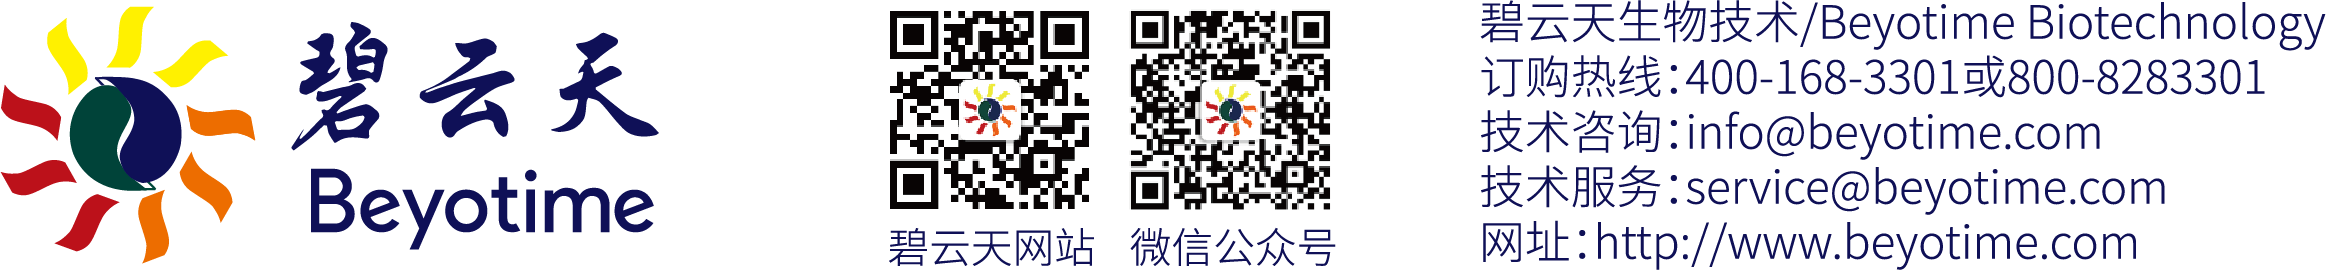 碧云天
Beyotime
碧云天网站
微信公众号
碧云天生物技术/Beyotime Biotechnology
订购热线：400-168-3301或800-8283301
技术咨询：info@beyotime.com
技术服务：service@beyotime.com
网址：http://www.beyotime.com